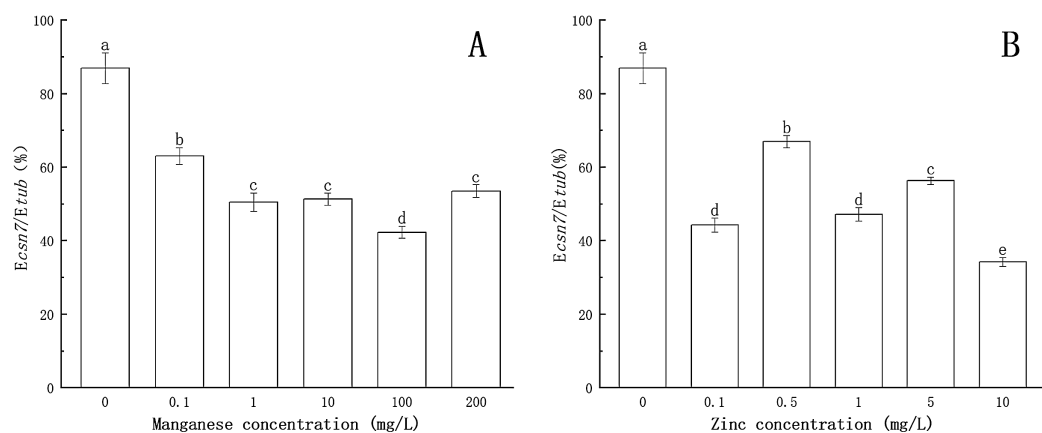 A
Ecsn7/Etub (%)
100
80
60
40
20
0
a
b
c
c
d
c
0 0.1 1 10 100 200
Manganese concentration (mg/L)
B
Ecsn7/Etub(%)
100
80
60
40
20
0
a
d
b
d
c
e
0 0.1 0.5 1 5 10
Zinc concentration (mg/L)